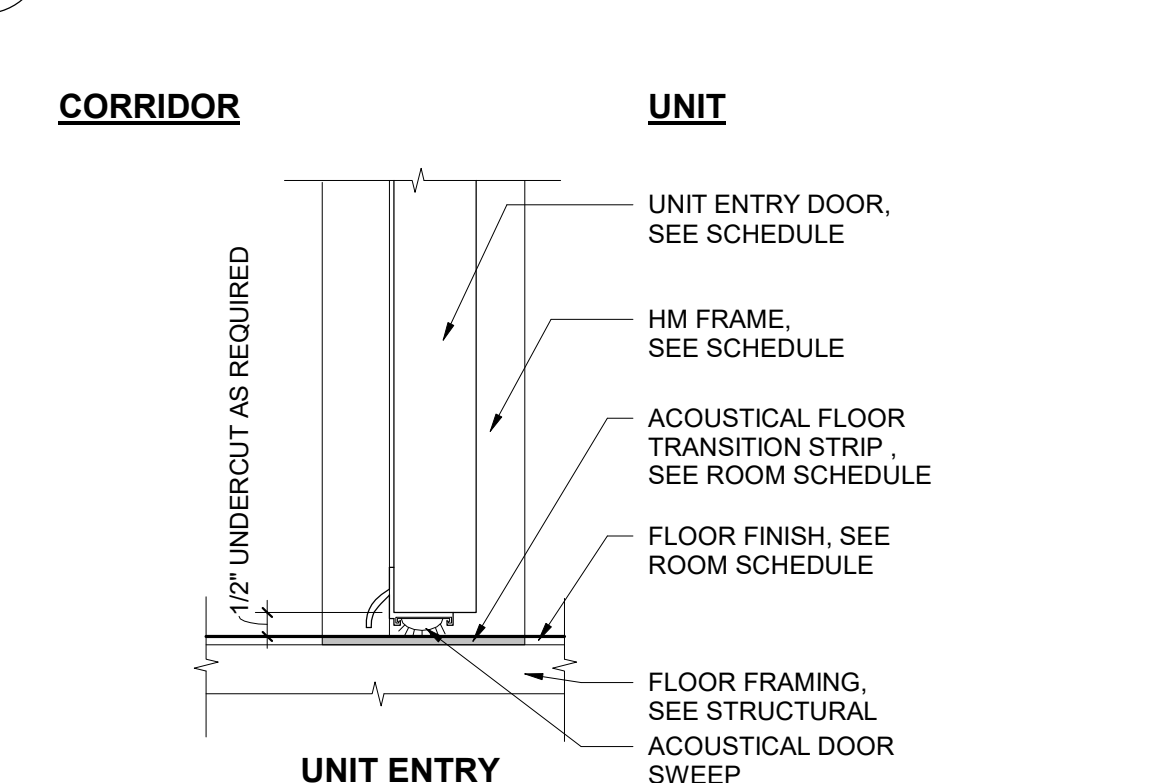 CORRIDOR
UNIT
UNIT ENTRY DOOR,
SEE SCHEDULE
HM FRAME,
SEE SCHEDULE
ACOUSTICAL FLOOR
TRANSITION STRIP ,
SEE ROOM SCHEDULE
FLOOR FINISH, SEE
ROOM SCHEDULE
1/2" UNDERCUT AS REQUIRED
FLOOR FRAMING,
SEE STRUCTURAL
ACOUSTICAL DOOR
SWEEP
UNIT ENTRY